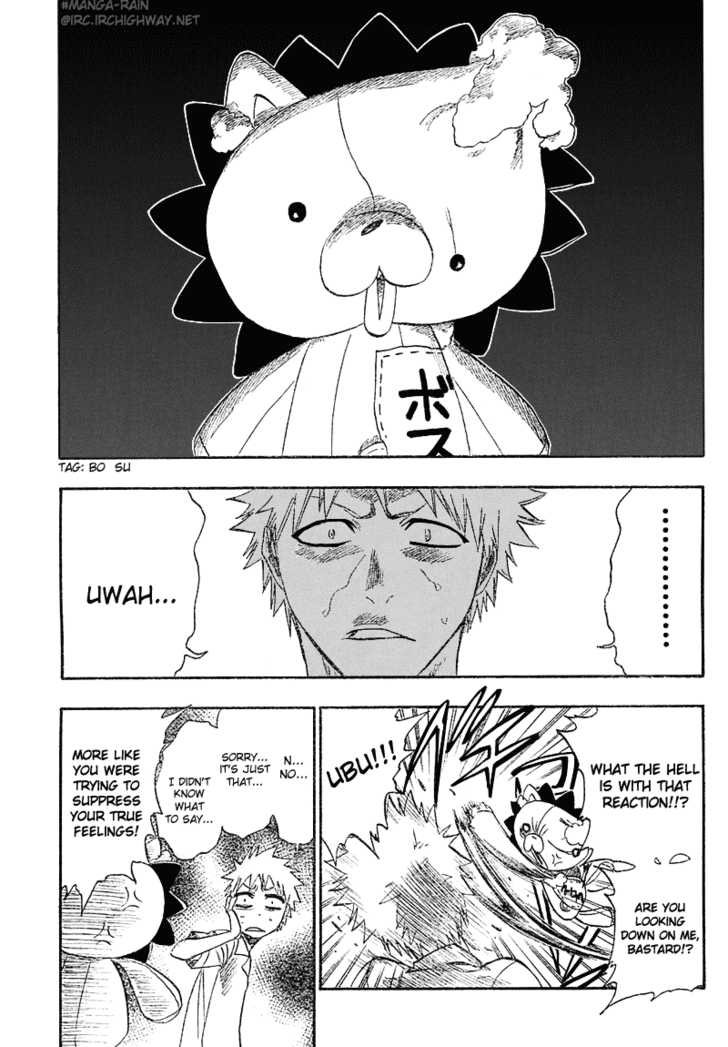 #MANGA-RAIN
@IRC.IRCHIGHWAY.NET
ボス
TAG: BO SU
..........
UWAH...
WHAT THE HELL
IS WITH THAT
REACTION!!?
UBU!!!
ARE YOU
LOOKING
DOWN ON ME,
BASTARD!?
N...
NO...
SORRY...
IT'S JUST
THAT...
I DIDN'T
KNOW
WHAT
TO SAY...
MORE LIKE
YOU WERE
TRYING TO
SUPPRESS
YOUR TRUE
FEELINGS!